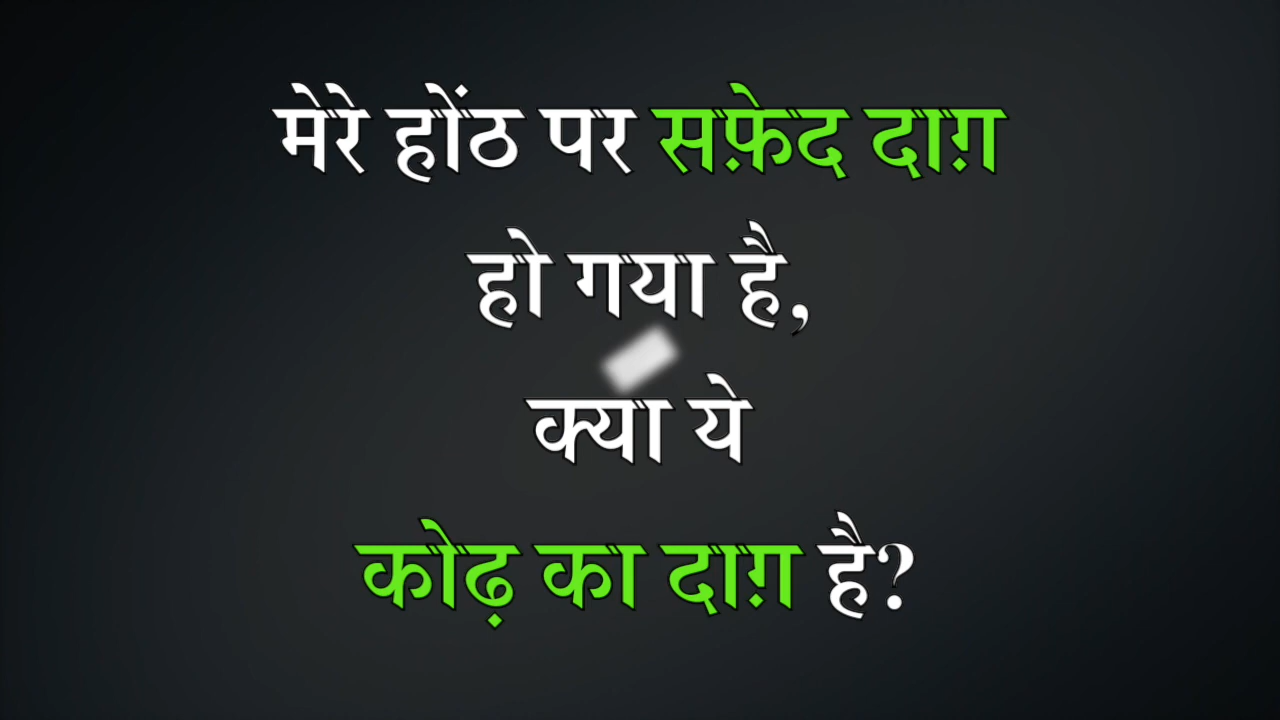 मेरे होंठ पर सफ़ेद दाग़
हो गया है,
क्या ये
कोढ़ का दाग़ है?